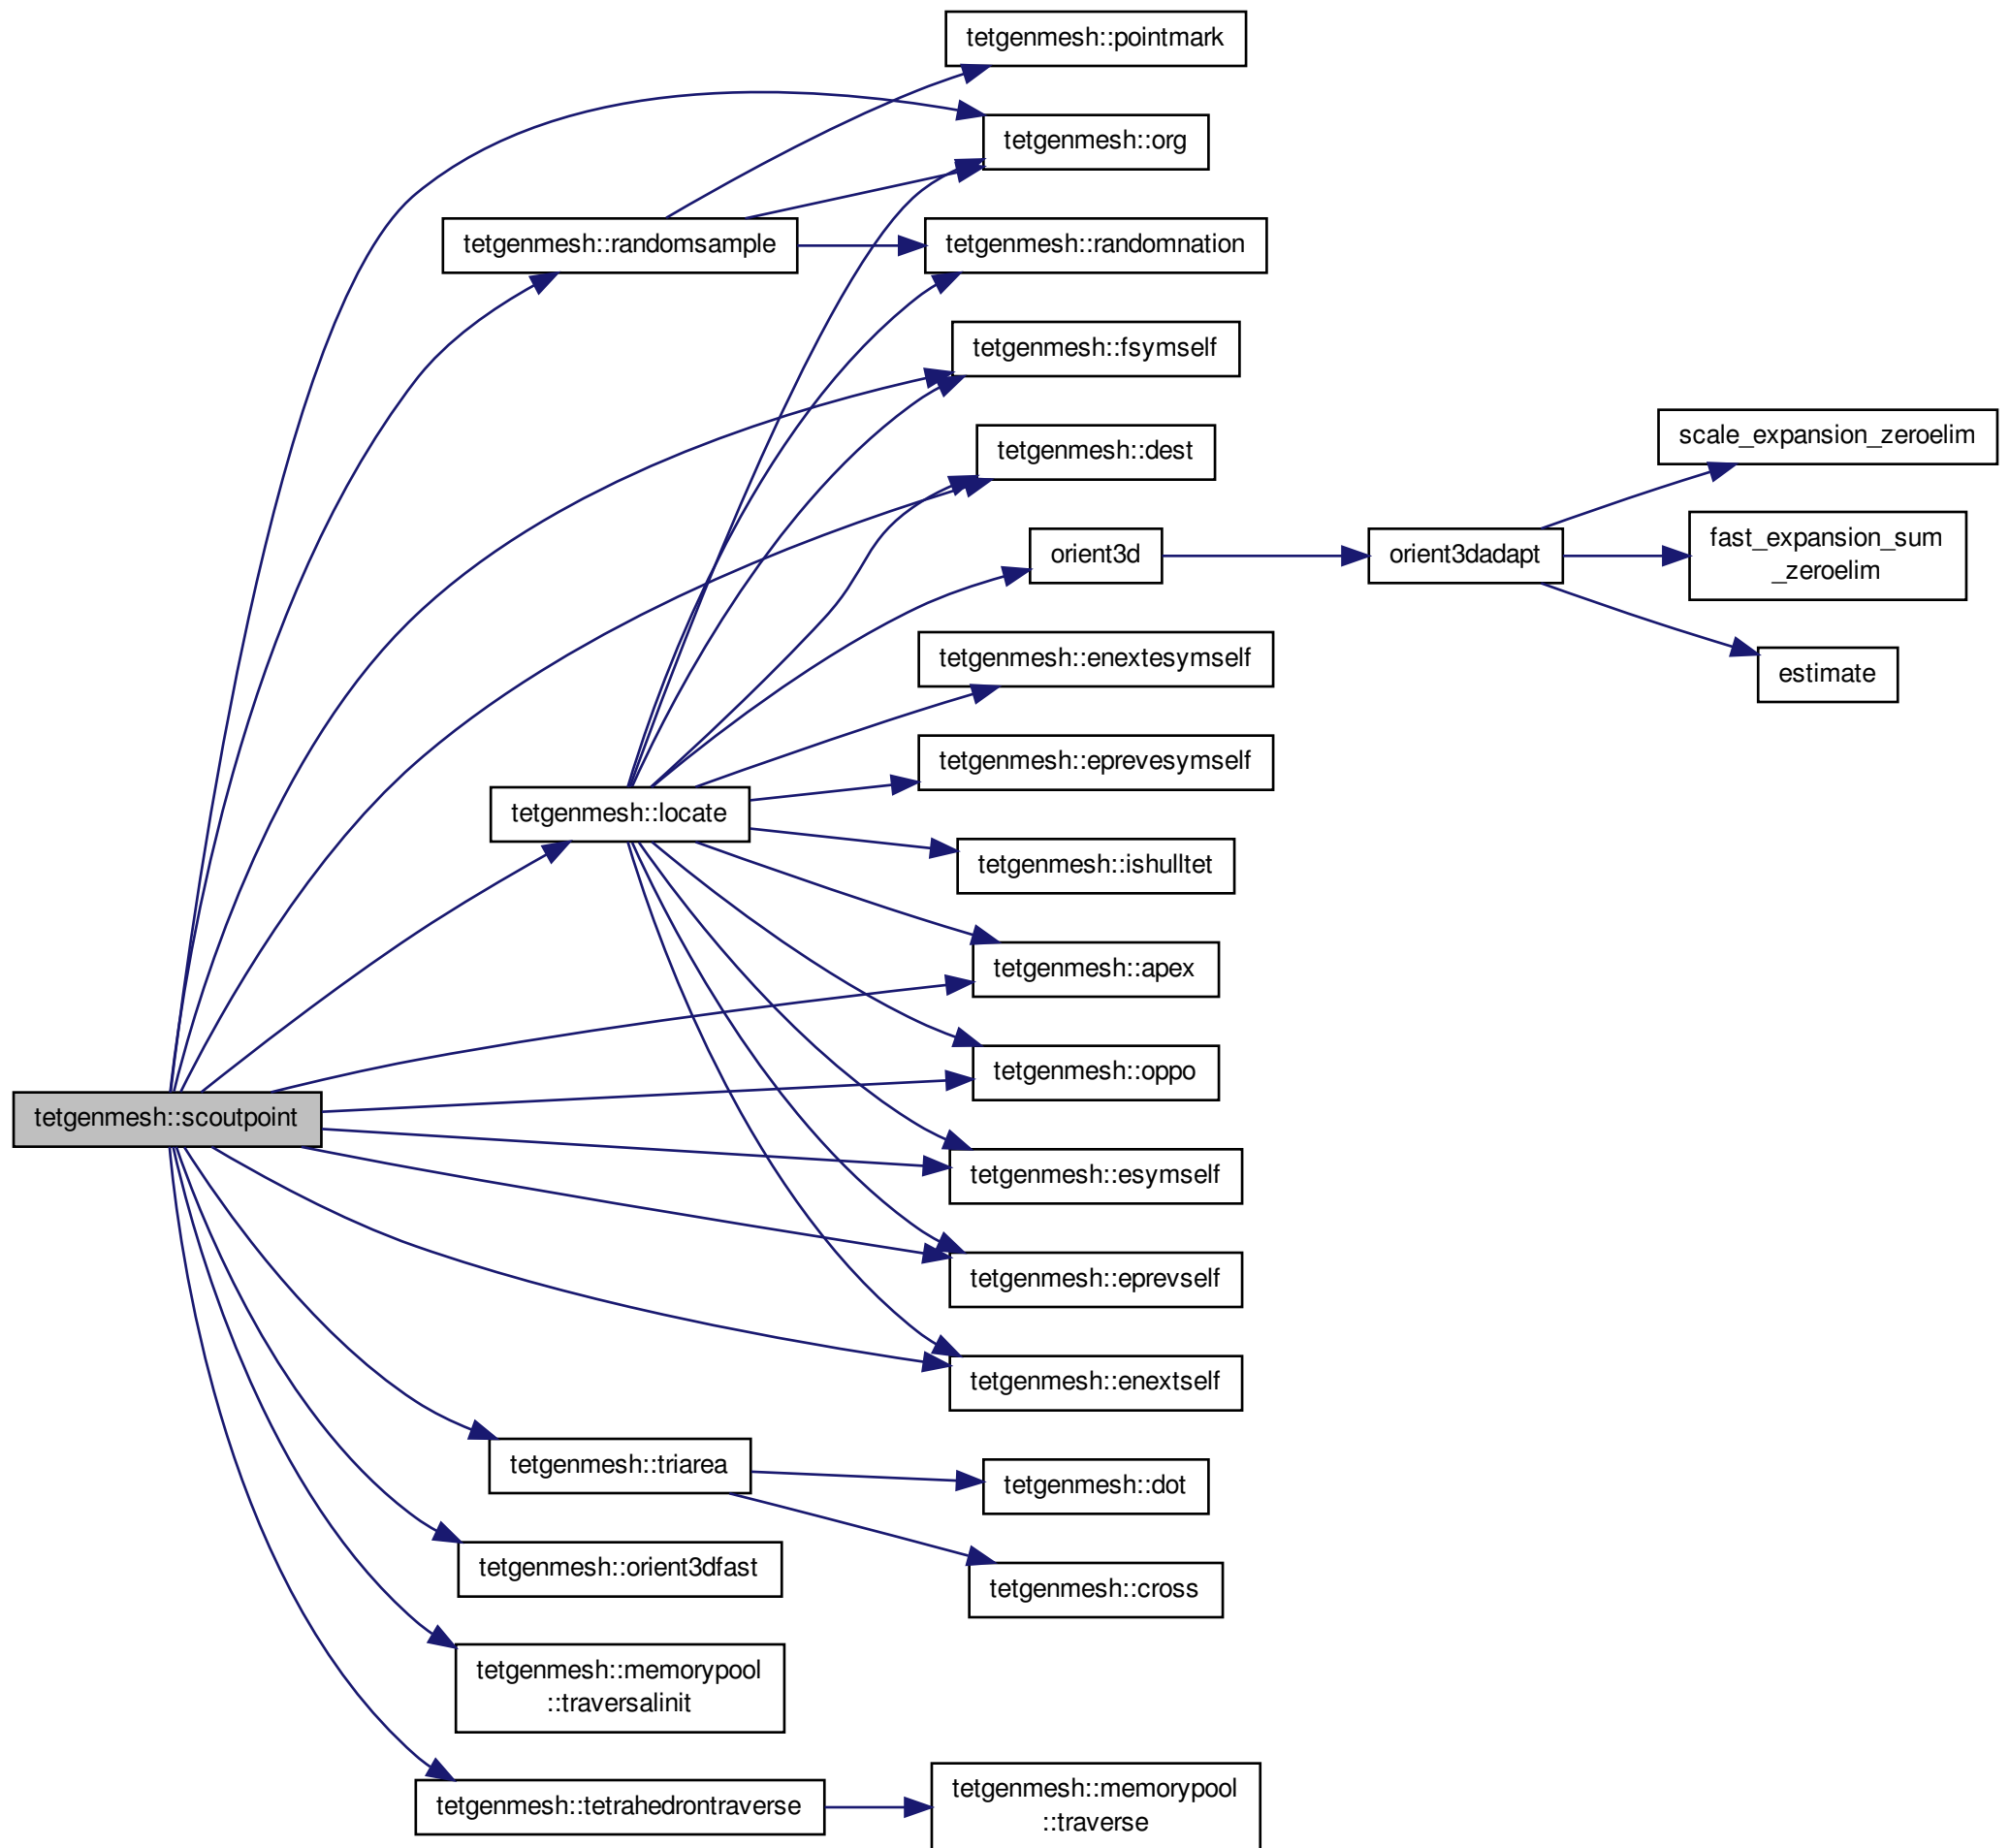 tetgenmesh::pointmark
tetgenmesh::org
tetgenmesh::randomsample
tetgenmesh::randomnation
tetgenmesh::fsymself
tetgenmesh::dest
scale_expansion_zeroelim
orient3d
orient3dadapt
fast_expansion_sum
_zeroelim
tetgenmesh::enextesymself
estimate
tetgenmesh::eprevesymself
tetgenmesh::locate
tetgenmesh::ishulltet
tetgenmesh::apex
tetgenmesh::oppo
tetgenmesh::scoutpoint
tetgenmesh::esymself
tetgenmesh::eprevself
tetgenmesh::enextself
tetgenmesh::triarea
tetgenmesh::dot
tetgenmesh::orient3dfast
tetgenmesh::cross
tetgenmesh::memorypool
::traversalinit
tetgenmesh::tetrahedrontraverse
tetgenmesh::memorypool
::traverse